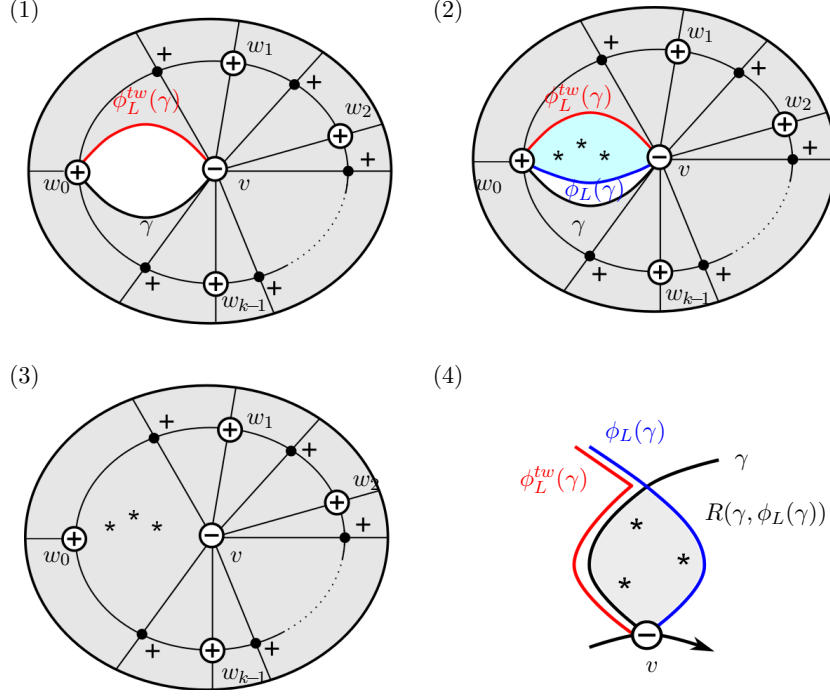 (1)
+
w₁
+
w₂
ϕ_L^{tw}(γ)
+
+
+
w₀
−
v
γ
+
+
+
w_{k−1}
(2)
+
w₁
+
w₂
ϕ_L^{tw}(γ)
+
+
+
* * *
w₀
−
v
ϕ_L(γ)
γ
+
+
+
w_{k−1}
(3)
+
w₁
+
w₂
+
+
* * *
+
w₀
−
v
+
+
+
w_{k−1}
(4)
ϕ_L(γ)
γ
ϕ_L^{tw}(γ)
R(γ, ϕ_L(γ))
*
*
*
−
v